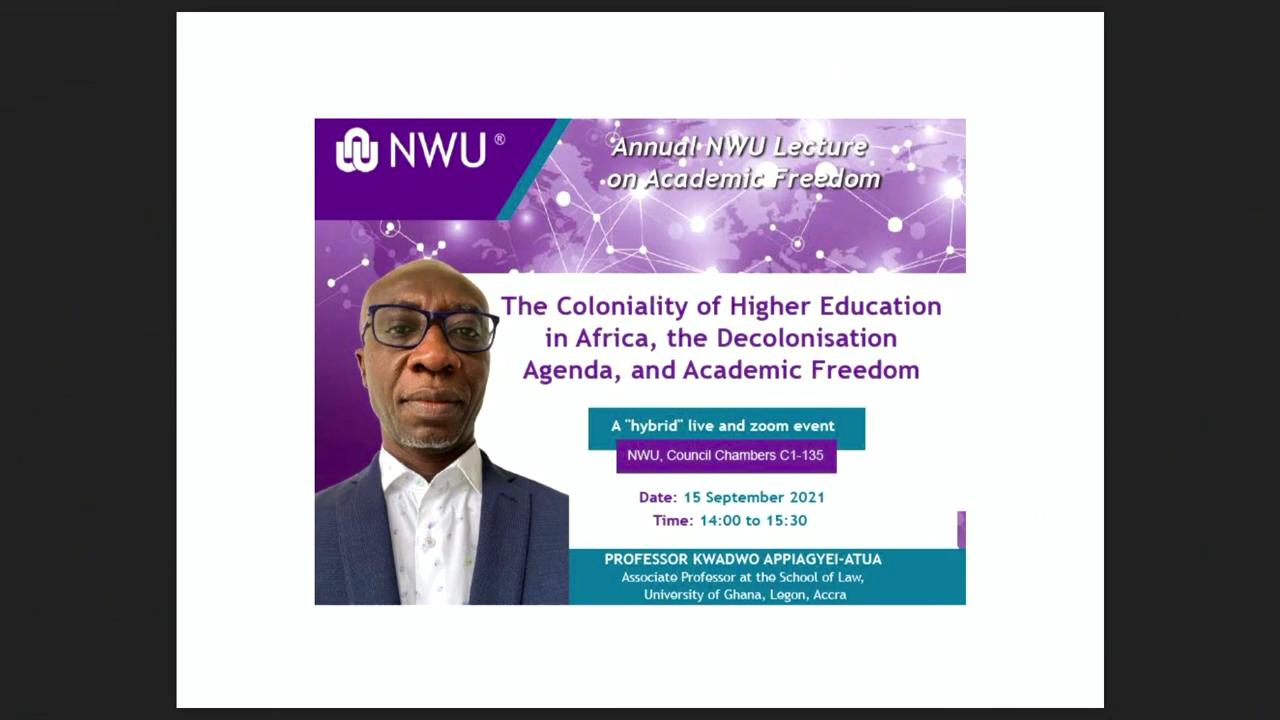 NWU®
Annual NWU Lecture
on Academic Freedom
The Coloniality of Higher Education
in Africa, the Decolonisation
Agenda, and Academic Freedom
A "hybrid" live and zoom event
NWU, Council Chambers C1-135
Date: 15 September 2021
Time: 14:00 to 15:30
PROFESSOR KWADWO APPIAGYEI-ATUA
Associate Professor at the School of Law,
University of Ghana, Legon, Accra